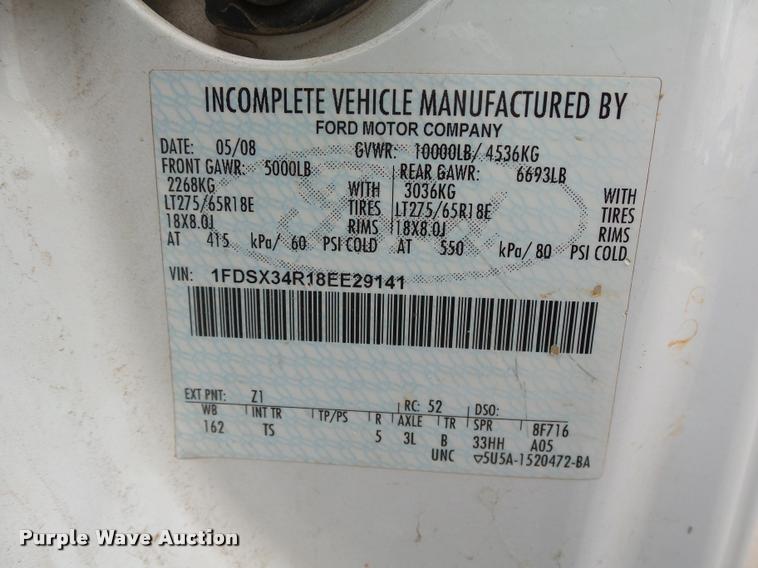 INCOMPLETE VEHICLE MANUFACTURED BY
FORD MOTOR COMPANY
DATE: 05/08 GVWR: 10000LB/ 4536KG
FRONT GAWR: 5000LB REAR GAWR: 6693LB
2268KG WITH 3036KG WITH
LT275/65R18E TIRES LT275/65R18E TIRES
18X8.0J RIMS 18X8.0J RIMS
AT 415 kPa/ 60 PSI COLD AT 550 kPa/ 80 PSI COLD
VIN: 1FDSX34R18EE29141
EXT PNT: Z1 RC: 52 DSO:
WB INT TR TP/PS R AXLE TR SPR 8F716
162 TS 5 3L B 33HH A05
UNC 5U5A-1520472-BA
Purple Wave Auction